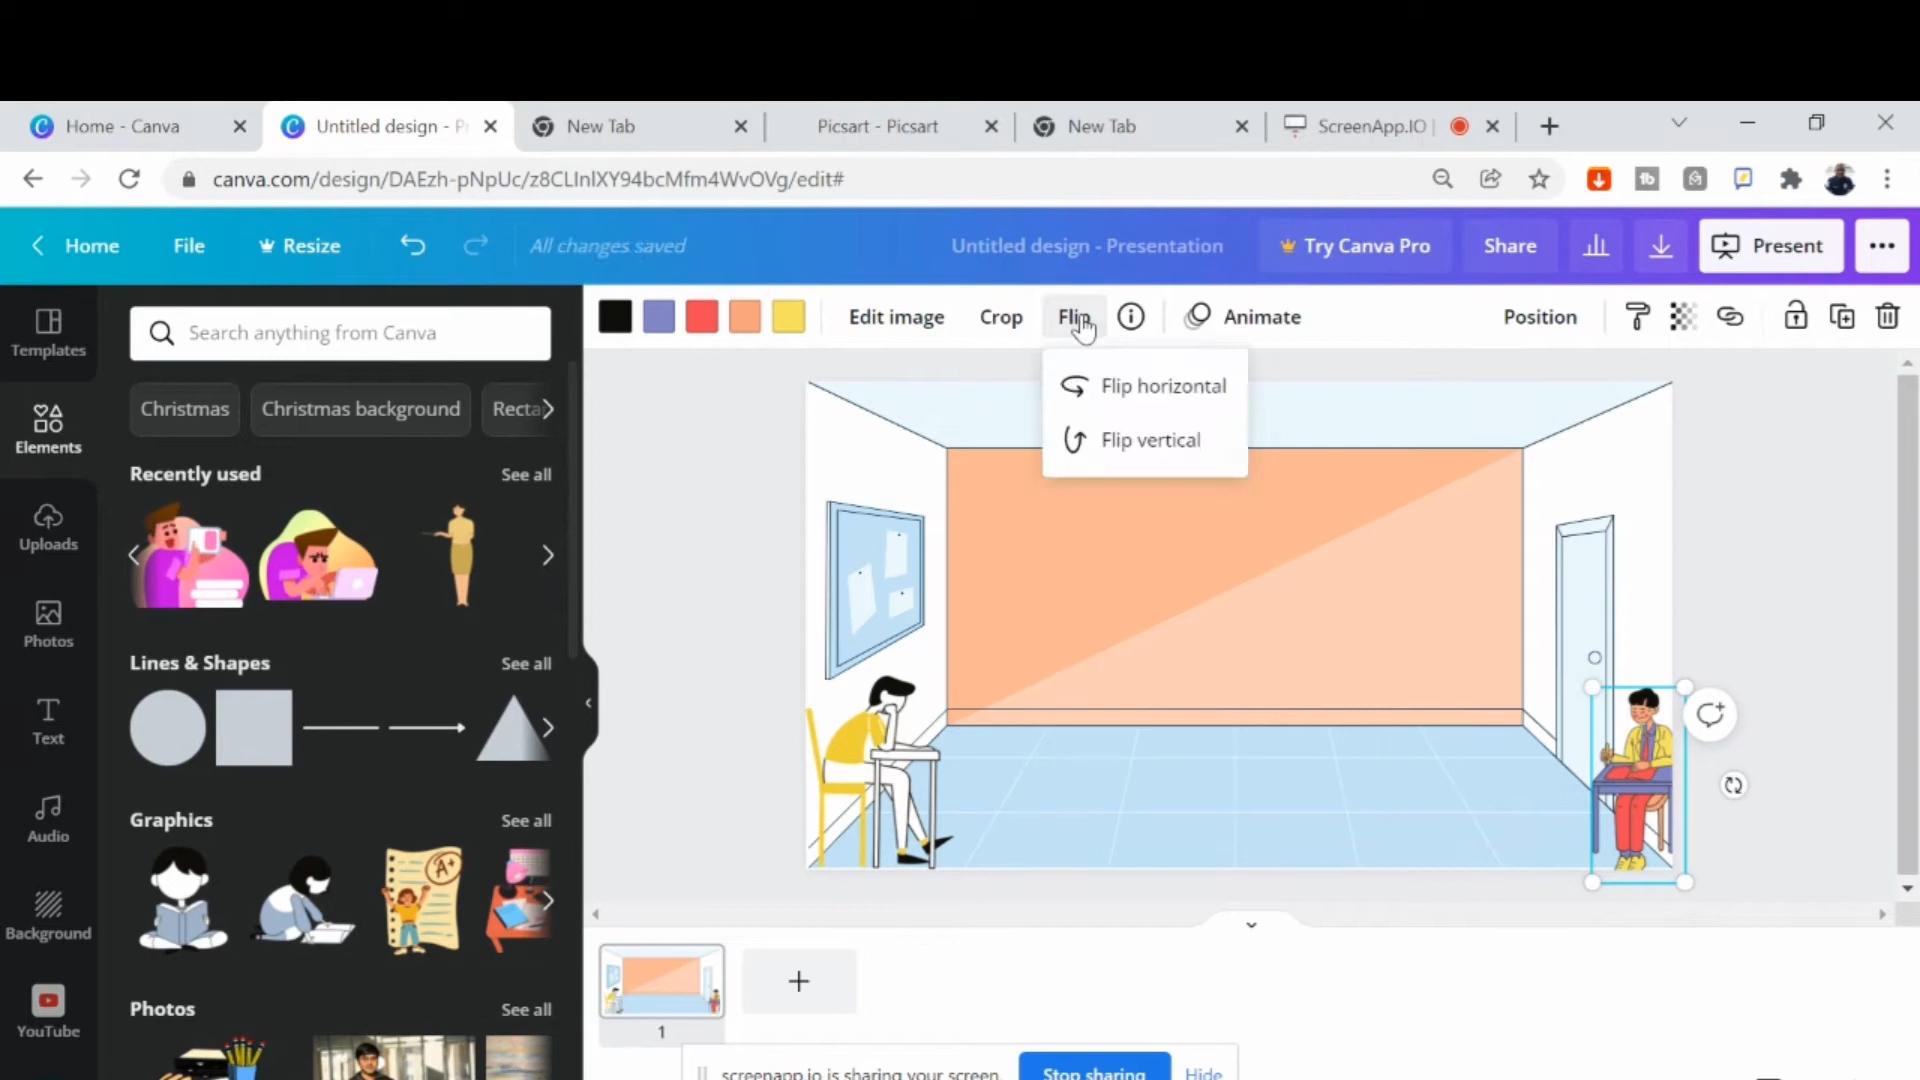 Home - Canva
Untitled design - P
New Tab
Picsart - Picsart
New Tab
ScreenApp.IO |
canva.com/design/DAEzh-pNpUc/z8CLInlXY94bcMfm4WvOVg/edit#
Home
File
Resize
All changes saved
Untitled design - Presentation
Try Canva Pro
Share
Present
Templates
Elements
Uploads
Photos
Text
Audio
Background
YouTube
Search anything from Canva
Christmas
Christmas background
Recta
Recently used
See all
Lines & Shapes
See all
Graphics
See all
A+
Photos
See all
Edit image
Crop
Flip
Animate
Position
Flip horizontal
Flip vertical
1
screenapp.io is sharing your screen.
Stop sharing
Hide